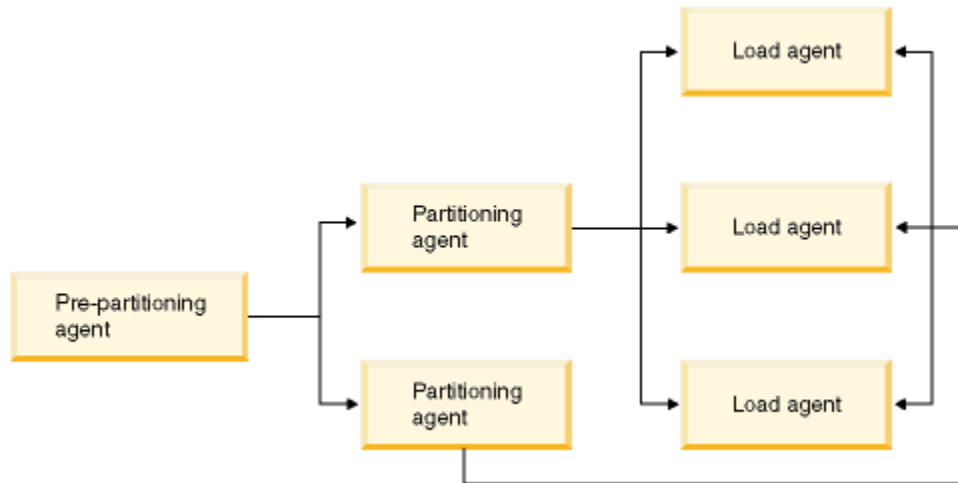 Load agent
Partitioning
agent
Load agent
Pre-partitioning
agent
Partitioning
agent
Load agent